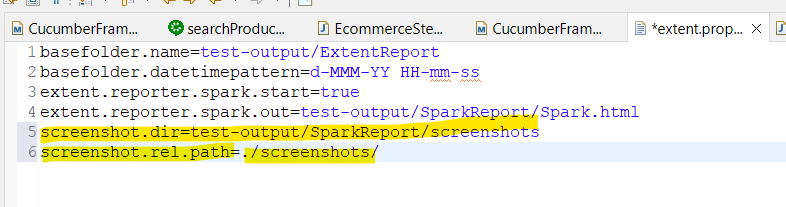 CucumberFram...
searchProduc...
EcommerceSte...
CucumberFram...
*extent.prop...
1 basefolder.name=test-output/ExtentReport
2 basefolder.datetimepattern=d-MMM-YY HH-mm-ss
3 extent.reporter.spark.start=true
4 extent.reporter.spark.out=test-output/SparkReport/Spark.html
5 screenshot.dir=test-output/SparkReport/screenshots
6 screenshot.rel.path=./screenshots/